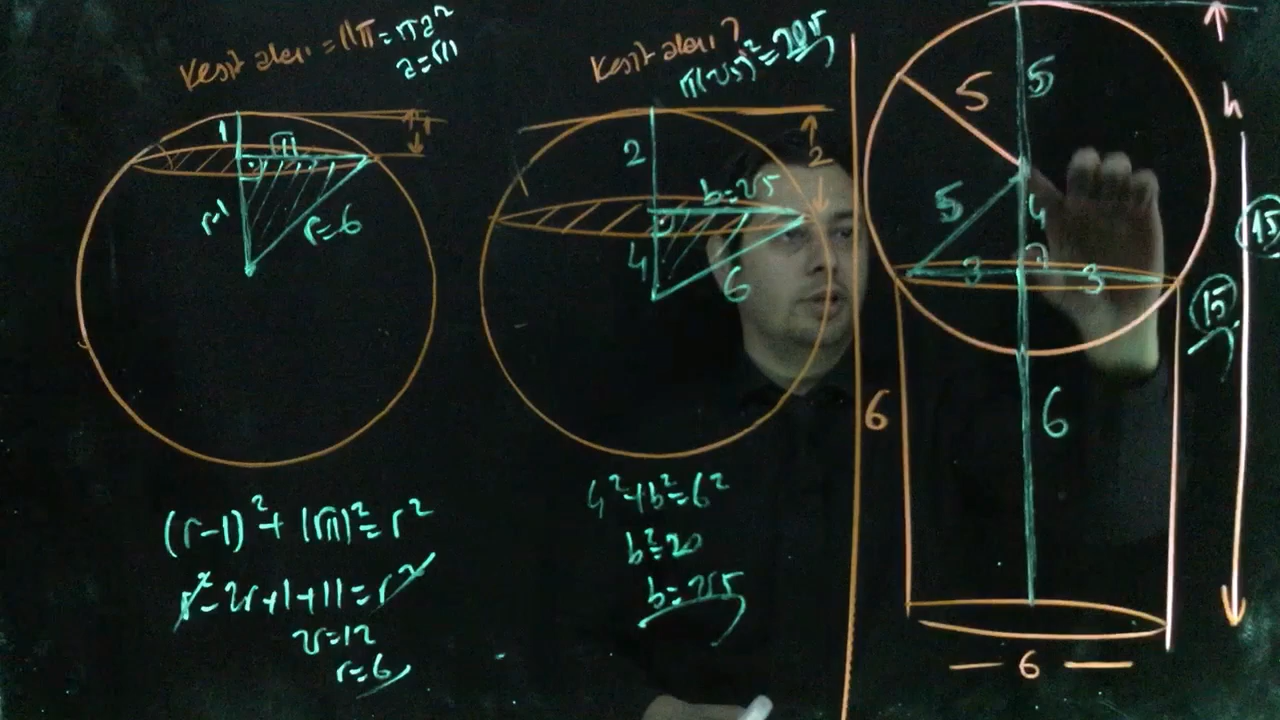 Kesit alanı = 11π = πa²
a = √11
1
√11
r-1
r=6
1
(r-1)² + (√11)² = r²
r² - 2r + 1 + 11 = r²
2r = 12
r = 6
Kesit alanı ?
π(2√5)² = 20π
2
b = 2√5
4
6
2
4² + b² = 6²
b² = 20
b = 2√5
5
5
5
4
3
3
h
15
15
6
6
6